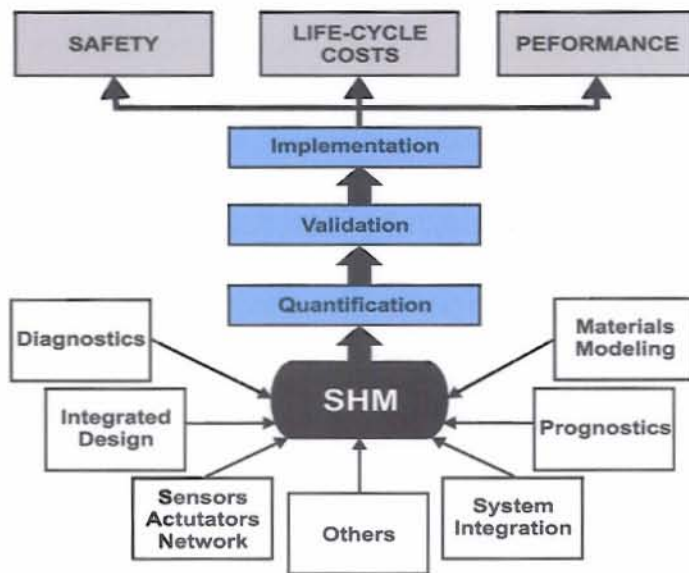 SAFETY
LIFE-CYCLE
COSTS
PEFORMANCE
Implementation
Validation
Quantification
Diagnostics
Materials
Modeling
SHM
Integrated
Design
Prognostics
Sensors
Actutators
Network
Others
System
Integration